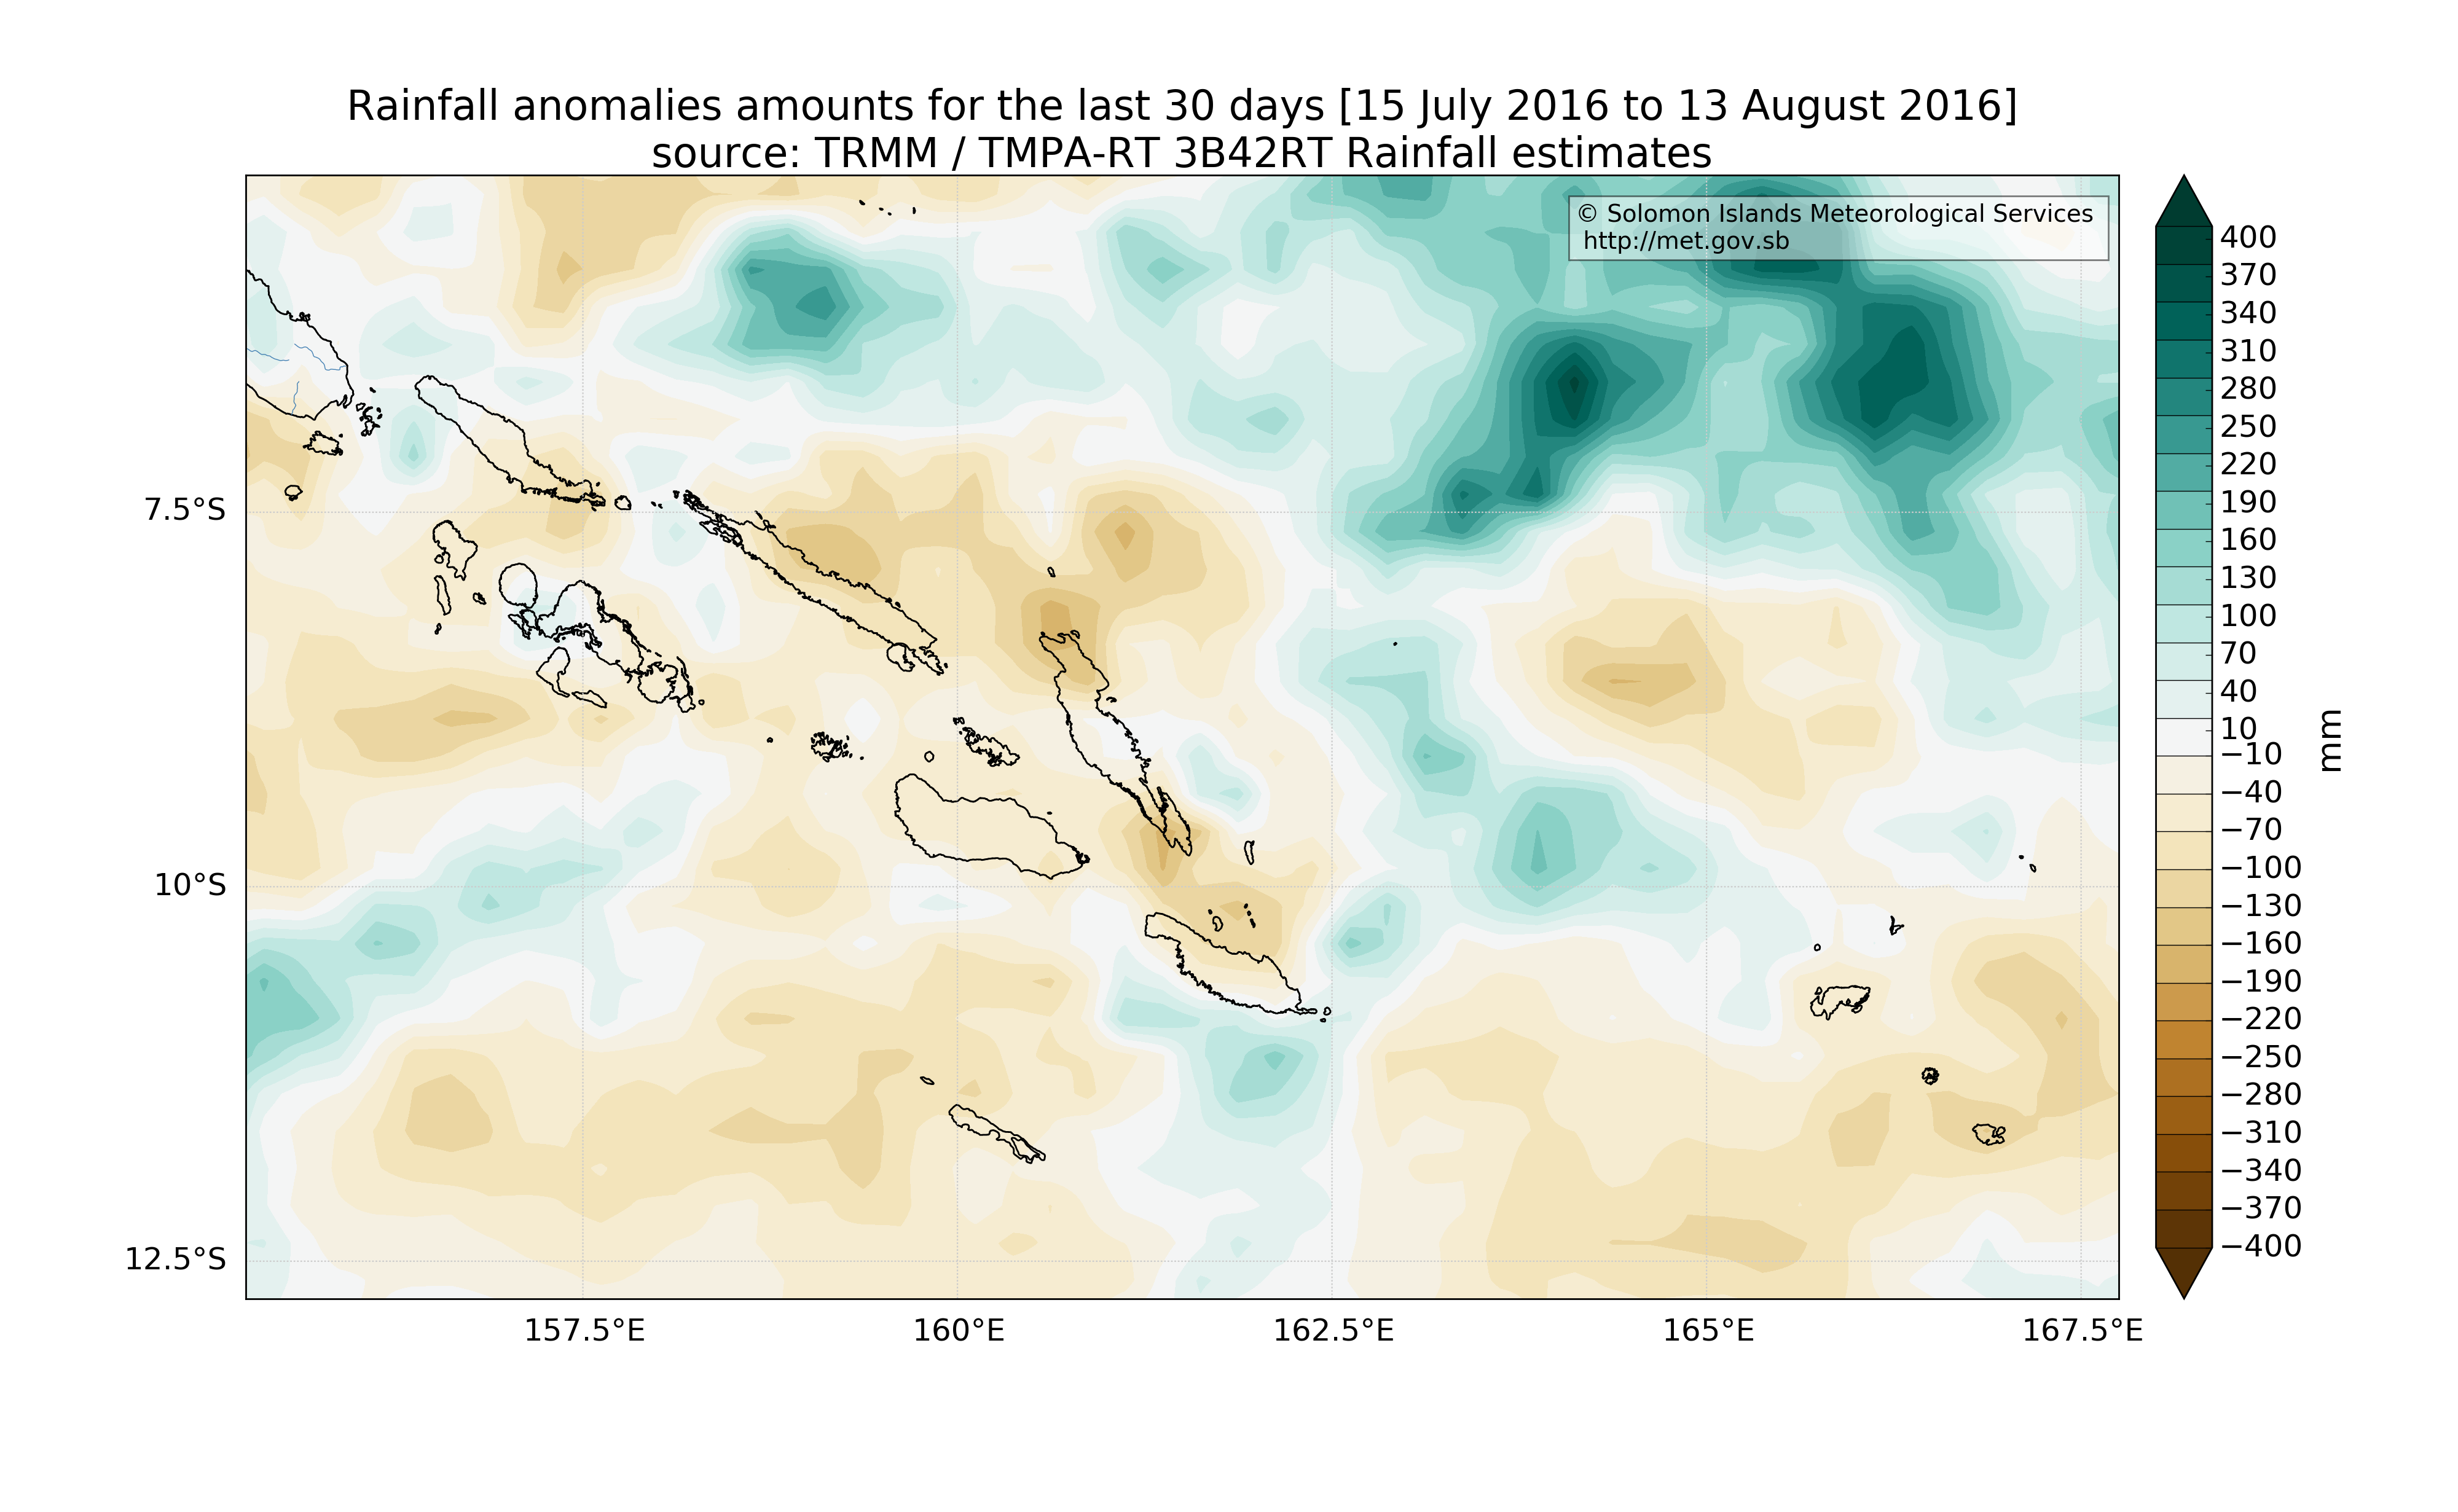 Rainfall anomalies amounts for the last 30 days [15 July 2016 to 13 August 2016]
source: TRMM / TMPA-RT 3B42RT Rainfall estimates
© Solomon Islands Meteorological Services
http://met.gov.sb
7.5°S
10°S
12.5°S
157.5°E
160°E
162.5°E
165°E
167.5°E
400
370
340
310
280
250
220
190
160
130
100
70
40
10
−10
−40
−70
−100
−130
−160
−190
−220
−250
−280
−310
−340
−370
−400
mm